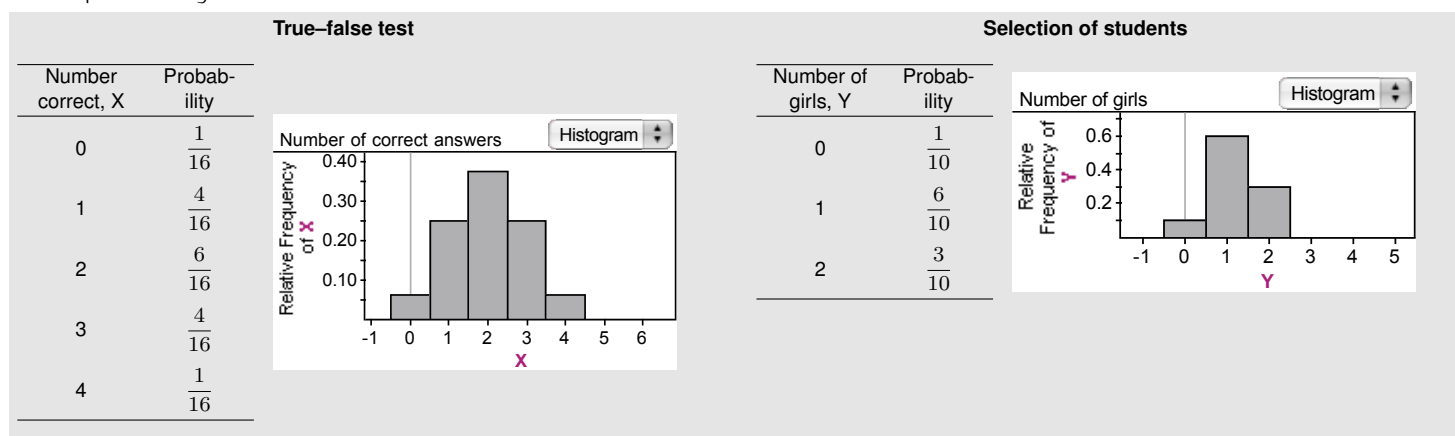 True–false test
Number correct, X
Probab-ility
0 1/16
1 4/16
2 6/16
3 4/16
4 1/16
Number of correct answers
Histogram
Relative Frequency of X
0.40
0.30
0.20
0.10
-1 0 1 2 3 4 5 6
X
Selection of students
Number of girls, Y
Probab-ility
0 1/10
1 6/10
2 3/10
Number of girls
Histogram
Relative Frequency of Y
0.6
0.4
0.2
-1 0 1 2 3 4 5
Y